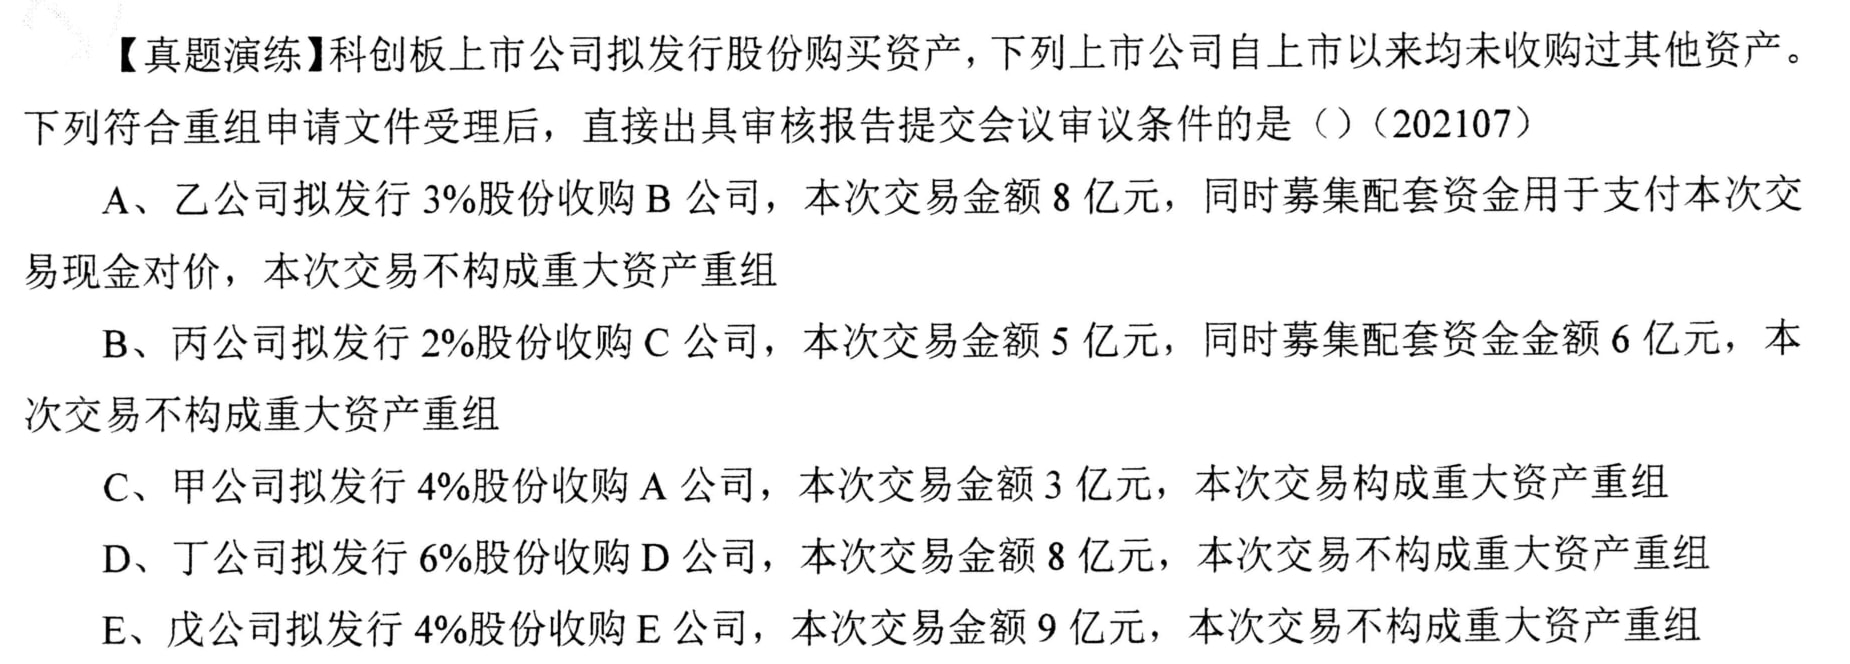 【真题演练】科创板上市公司拟发行股份购买资产，下列上市公司自上市以来均未收购过其他资产。
下列符合重组申请文件受理后，直接出具审核报告提交会议审议条件的是（）（202107）
A、乙公司拟发行 3%股份收购 B 公司，本次交易金额 8 亿元，同时募集配套资金用于支付本次交
易现金对价，本次交易不构成重大资产重组
B、丙公司拟发行 2%股份收购 C 公司，本次交易金额 5 亿元，同时募集配套资金金额 6 亿元，本
次交易不构成重大资产重组
C、甲公司拟发行 4%股份收购 A 公司，本次交易金额 3 亿元，本次交易构成重大资产重组
D、丁公司拟发行 6%股份收购 D 公司，本次交易金额 8 亿元，本次交易不构成重大资产重组
E、戊公司拟发行 4%股份收购 E 公司，本次交易金额 9 亿元，本次交易不构成重大资产重组